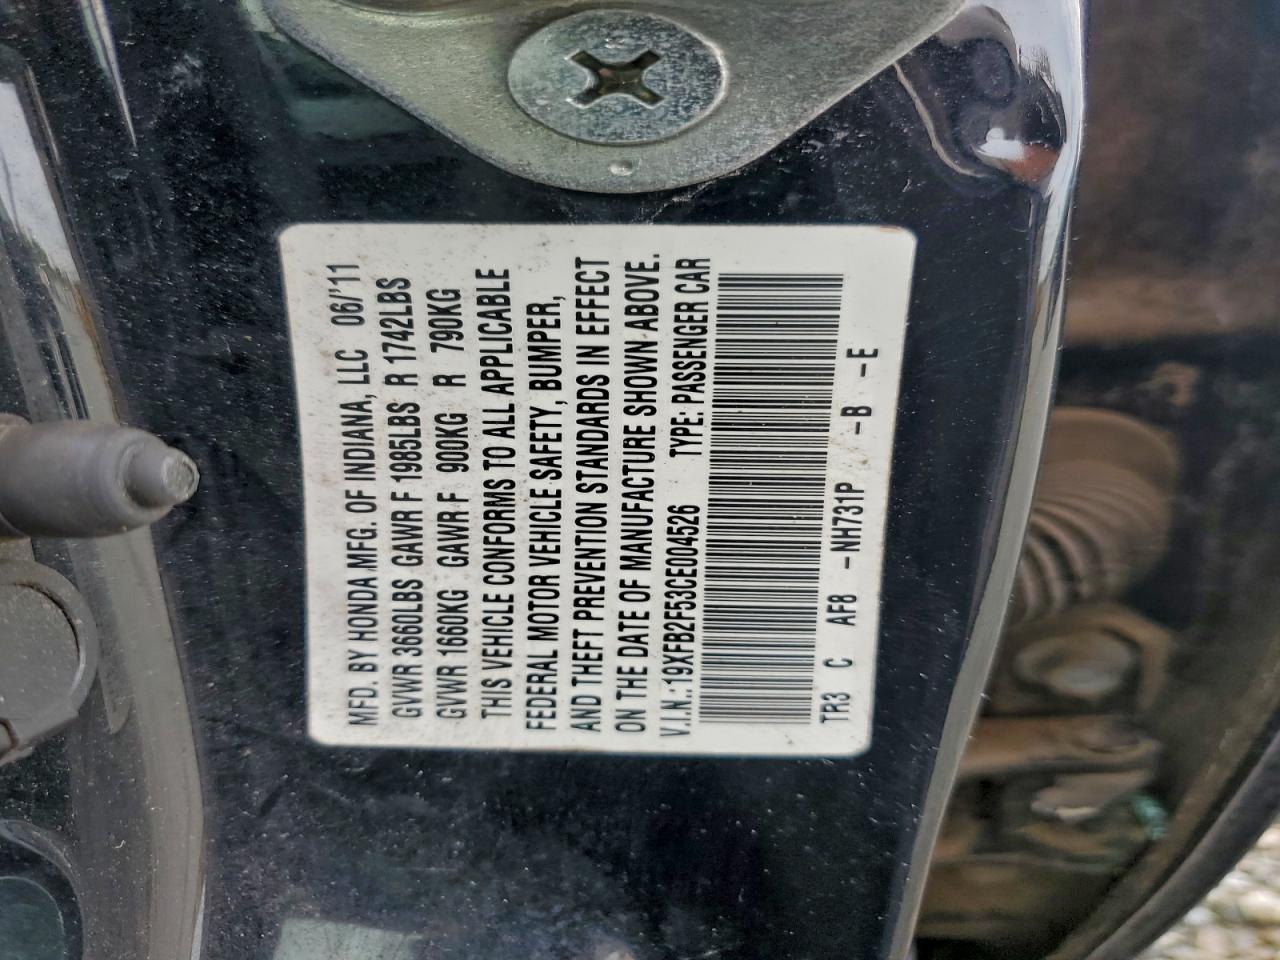 MFD. BY HONDA MFG. OF INDIANA, LLC 06/'11
GVWR 3660LBS GAWR F 1985LBS R 1742LBS
GVWR 1660KG GAWR F 900KG R 790KG
THIS VEHICLE CONFORMS TO ALL APPLICABLE
FEDERAL MOTOR VEHICLE SAFETY, BUMPER,
AND THEFT PREVENTION STANDARDS IN EFFECT
ON THE DATE OF MANUFACTURE SHOWN ABOVE.
V.I.N.: 19XFB2F53CE004526 TYPE: PASSENGER CAR
TR3 C AF8 -NH731P -B -E